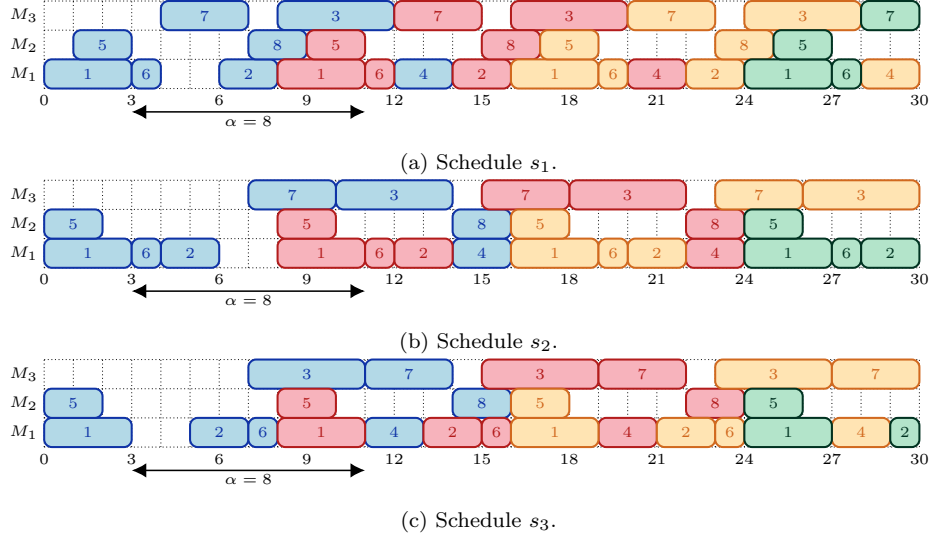 M3 7 3 7 3 7 3 7
M2 5 8 5 8 5 8 5
M1 1 6 2 1 6 4 2 1 6 4 2 1 6 4
0 3 6 9 12 15 18 21 24 27 30
α = 8
(a) Schedule s1.
M3 7 3 7 3 7 3
M2 5 5 8 5 8 5
M1 1 6 2 1 6 2 4 1 6 2 4 1 6 2
0 3 6 9 12 15 18 21 24 27 30
α = 8
(b) Schedule s2.
M3 3 7 3 7 3 7
M2 5 5 8 5 8 5
M1 1 2 6 1 4 2 6 1 4 2 6 1 4 2
0 3 6 9 12 15 18 21 24 27 30
α = 8
(c) Schedule s3.